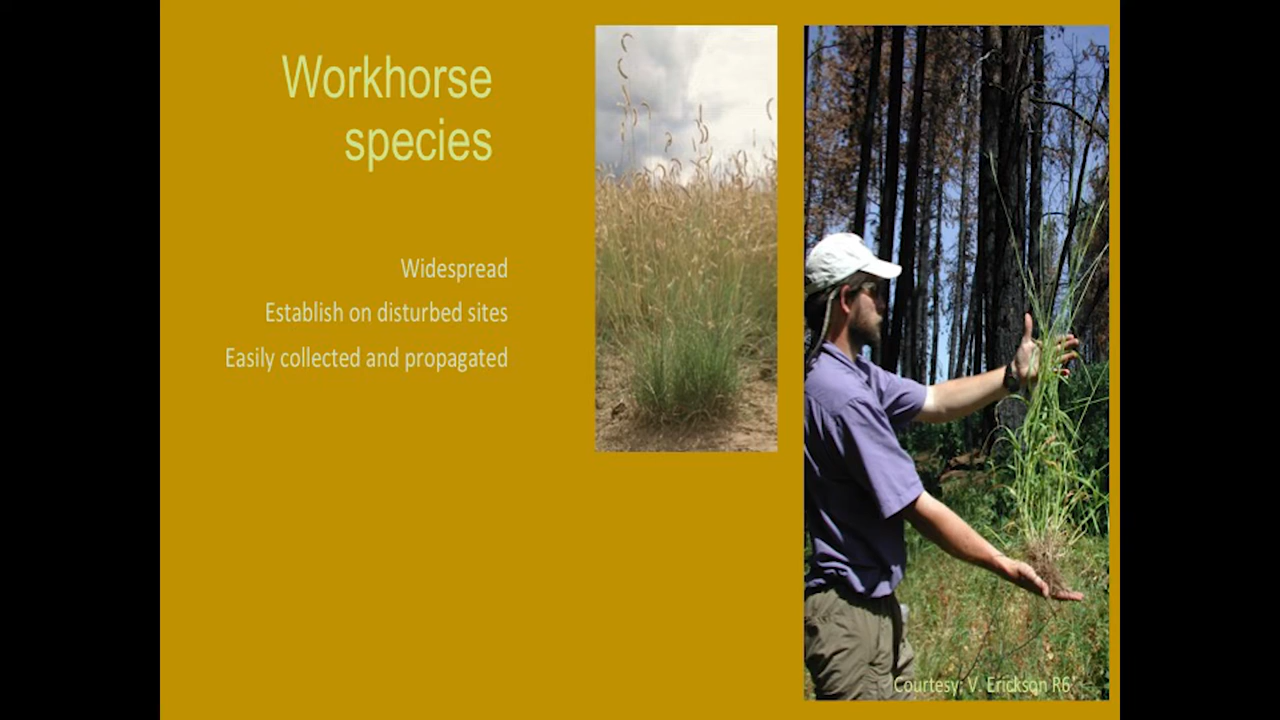 Workhorse
species
Widespread
Establish on disturbed sites
Easily collected and propagated
Courtesy: V. Erickson R6